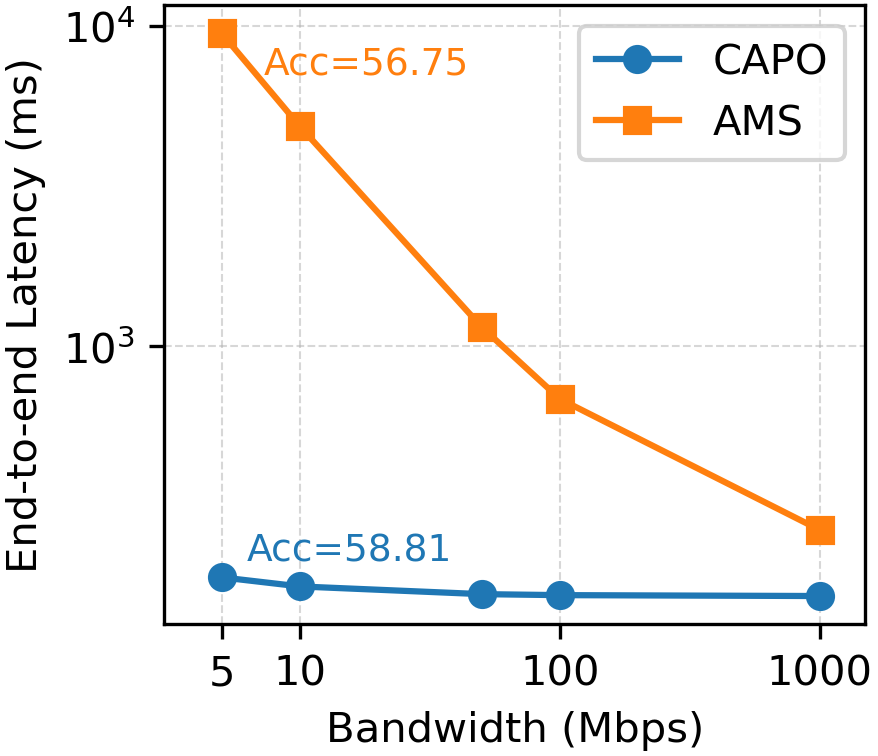 10⁴
Acc=56.75
CAPO
AMS
End-to-end Latency (ms)
10³
Acc=58.81
5 10 100 1000
Bandwidth (Mbps)